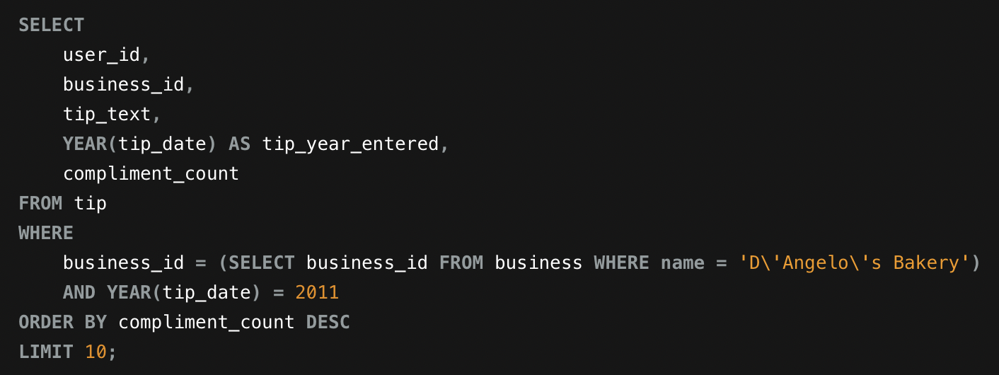 SELECT
    user_id,
    business_id,
    tip_text,
    YEAR(tip_date) AS tip_year_entered,
    compliment_count
FROM tip
WHERE
    business_id = (SELECT business_id FROM business WHERE name = 'D\'Angelo\'s Bakery')
    AND YEAR(tip_date) = 2011
ORDER BY compliment_count DESC
LIMIT 10;